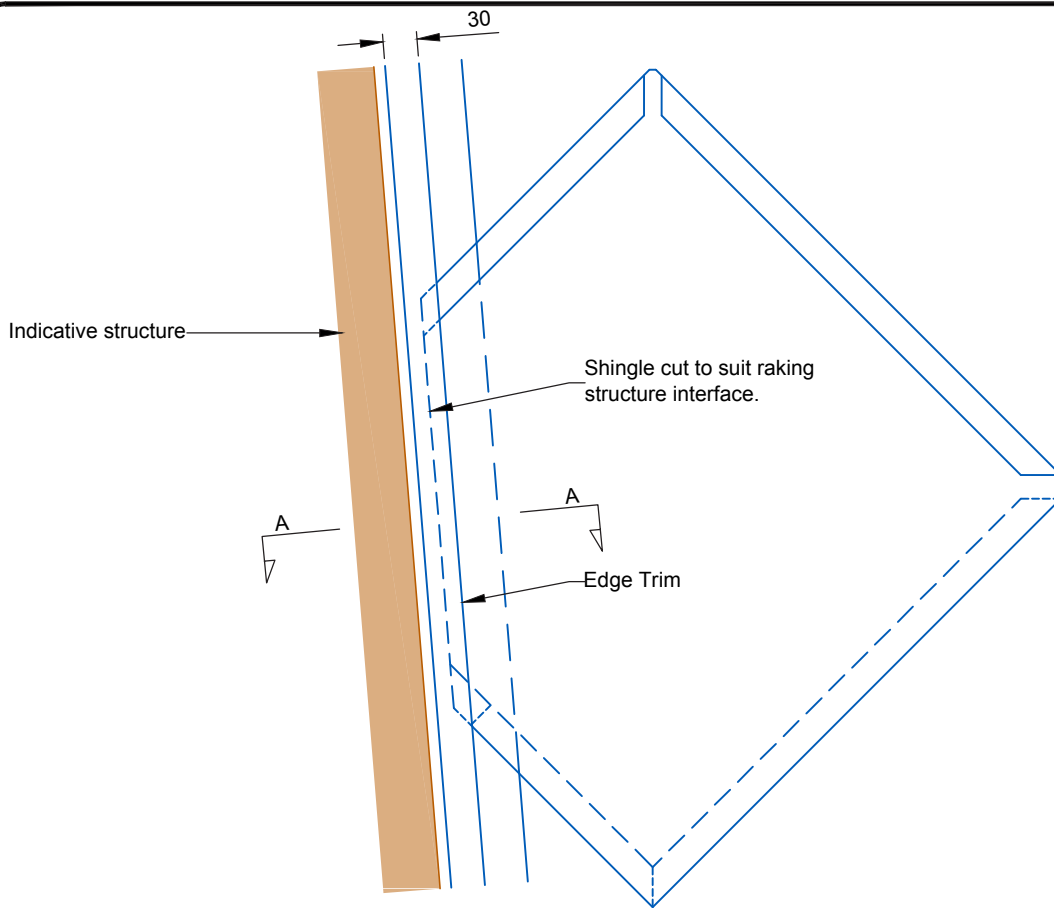 30
Indicative structure
Shingle cut to suit raking
structure interface.
A
A
Edge Trim